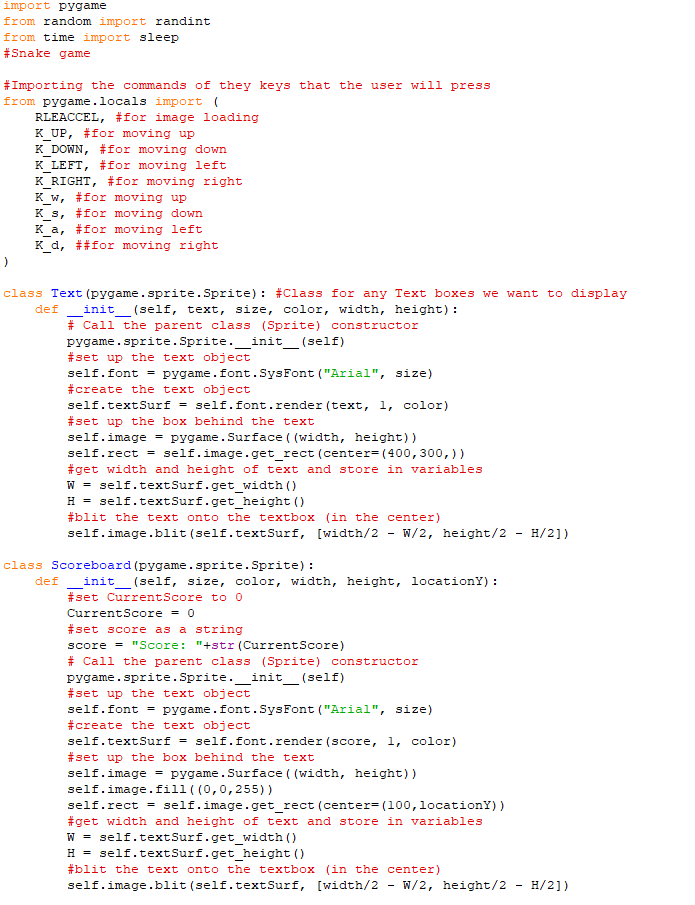 import pygame
from random import randint
from time import sleep
#Snake game

#Importing the commands of they keys that the user will press
from pygame.locals import (
    RLEACCEL, #for image loading
    K_UP, #for moving up
    K_DOWN, #for moving down
    K_LEFT, #for moving left
    K_RIGHT, #for moving right
    K_w, #for moving up
    K_s, #for moving down
    K_a, #for moving left
    K_d, ##for moving right
)

class Text(pygame.sprite.Sprite): #Class for any Text boxes we want to display
    def __init__(self, text, size, color, width, height):
        # Call the parent class (Sprite) constructor
        pygame.sprite.Sprite.__init__(self)
        #set up the text object
        self.font = pygame.font.SysFont("Arial", size)
        #create the text object
        self.textSurf = self.font.render(text, 1, color)
        #set up the box behind the text
        self.image = pygame.Surface((width, height))
        self.rect = self.image.get_rect(center=(400,300,))
        #get width and height of text and store in variables
        W = self.textSurf.get_width()
        H = self.textSurf.get_height()
        #blit the text onto the textbox (in the center)
        self.image.blit(self.textSurf, [width/2 - W/2, height/2 - H/2])

class Scoreboard(pygame.sprite.Sprite):
    def __init__(self, size, color, width, height, locationY):
        #set CurrentScore to 0
        CurrentScore = 0
        #set score as a string
        score = "Score: "+str(CurrentScore)
        # Call the parent class (Sprite) constructor
        pygame.sprite.Sprite.__init__(self)
        #set up the text object
        self.font = pygame.font.SysFont("Arial", size)
        #create the text object
        self.textSurf = self.font.render(score, 1, color)
        #set up the box behind the text
        self.image = pygame.Surface((width, height))
        self.image.fill((0,0,255))
        self.rect = self.image.get_rect(center=(100,locationY))
        #get width and height of text and store in variables
        W = self.textSurf.get_width()
        H = self.textSurf.get_height()
        #blit the text onto the textbox (in the center)
        self.image.blit(self.textSurf, [width/2 - W/2, height/2 - H/2])